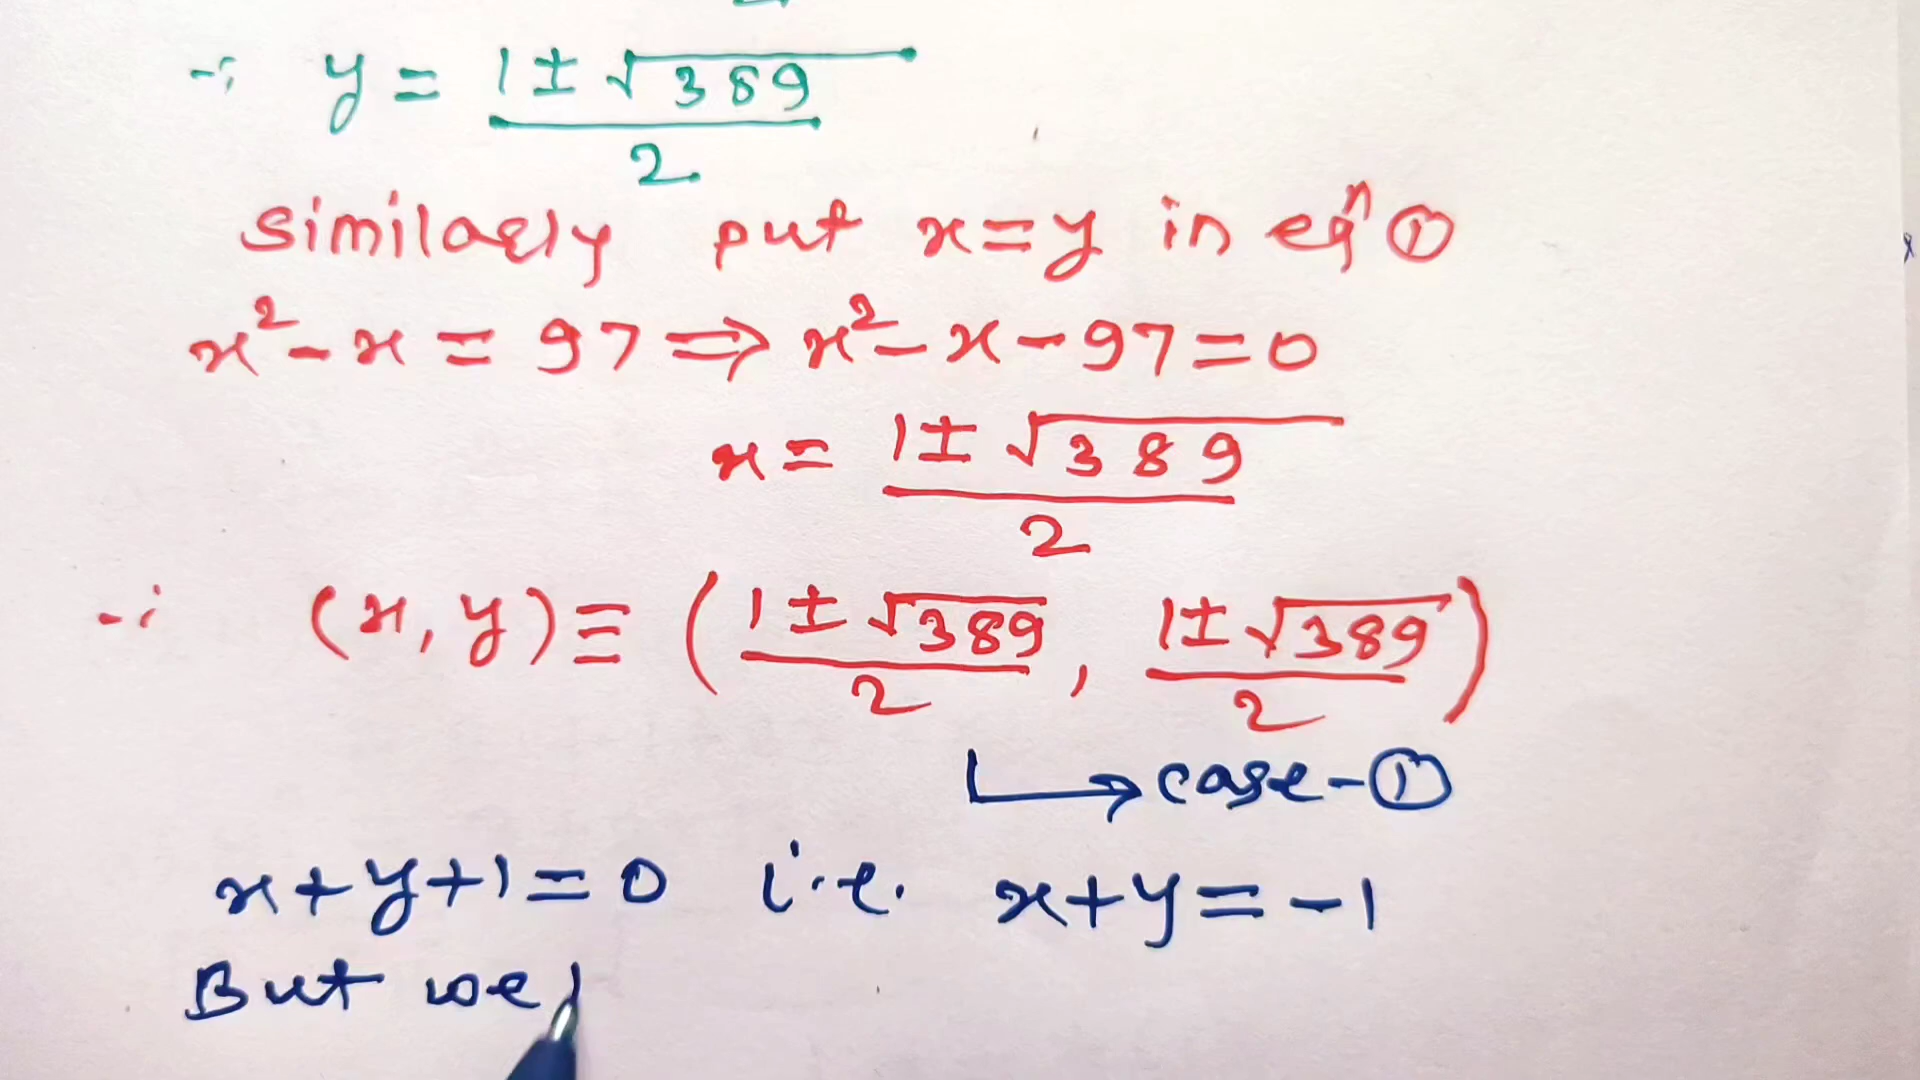 ∴ y = 1 ± √389 / 2
similarly put x=y in eqⁿ ①
x² - x = 97 ⇒ x² - x - 97 = 0
x = 1 ± √389 / 2
∴ (x, y) ≡ ( 1 ± √389 / 2 , 1 ± √389 / 2 )
↳ case-①
x + y + 1 = 0 i.e. x + y = -1
But we